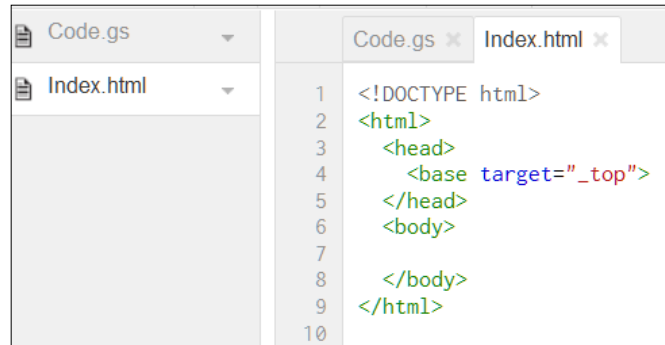 Code.gs
Index.html
Code.gs × Index.html ×
1 <!DOCTYPE html>
2 <html>
3   <head>
4     <base target="_top">
5   </head>
6   <body>
7
8   </body>
9 </html>
10